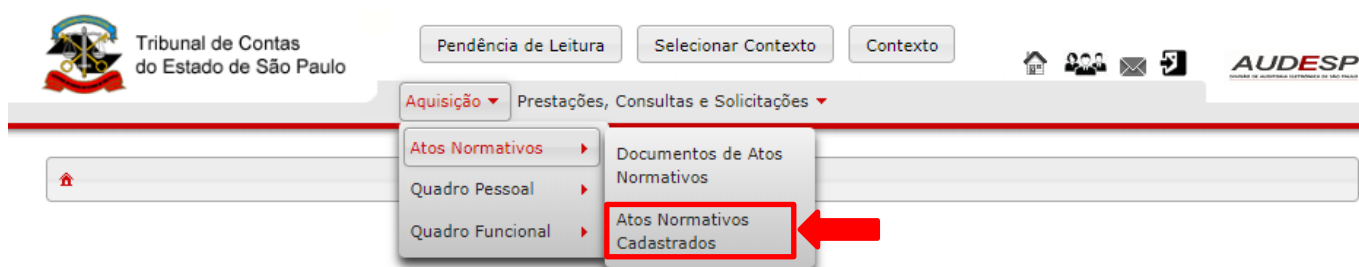 Tribunal de Contas
do Estado de São Paulo
Pendência de Leitura
Selecionar Contexto
Contexto
AUDESP
Aquisição
Prestações, Consultas e Solicitações
Atos Normativos
Documentos de Atos
Normativos
Quadro Pessoal
Atos Normativos
Cadastrados
Quadro Funcional